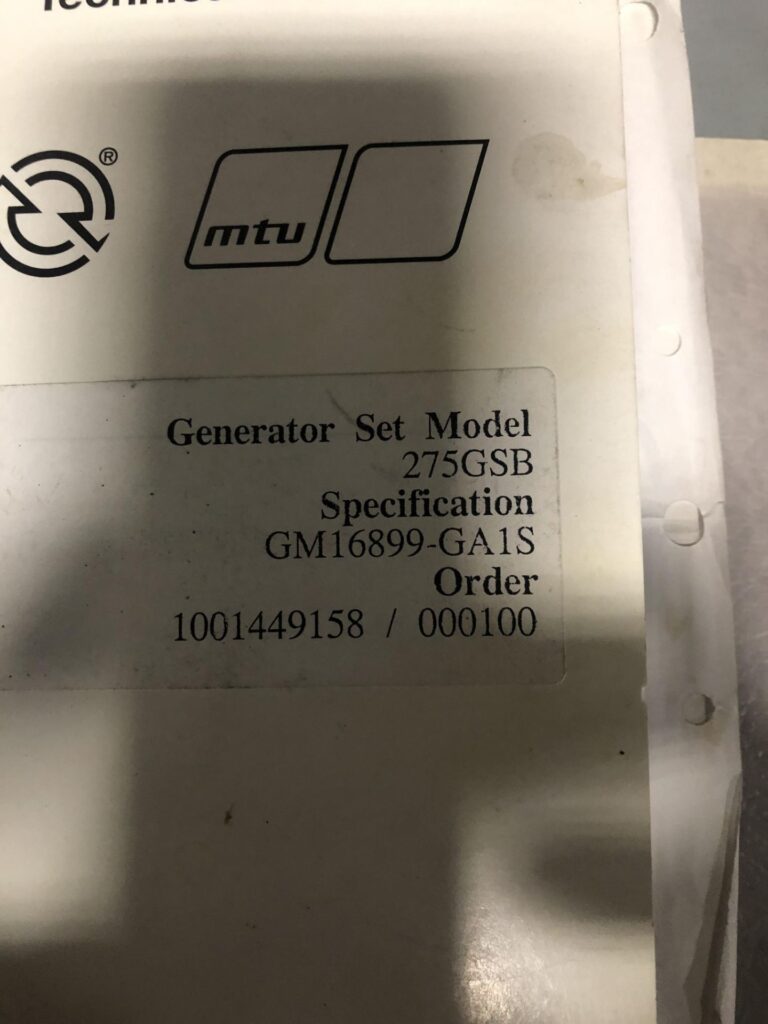 ®
mtu
Generator Set Model
275GSB
Specification
GM16899-GA1S
Order
1001449158 / 000100